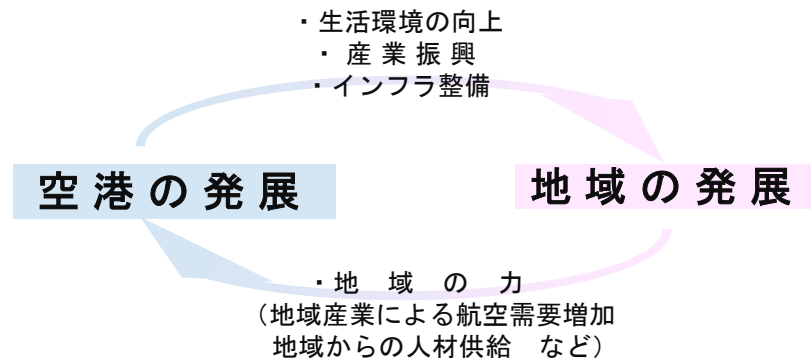 ・生活環境の向上
・産業振興
・インフラ整備
空港の発展
地域の発展
・地域の力
（地域産業による航空需要増加
地域からの人材供給　など）